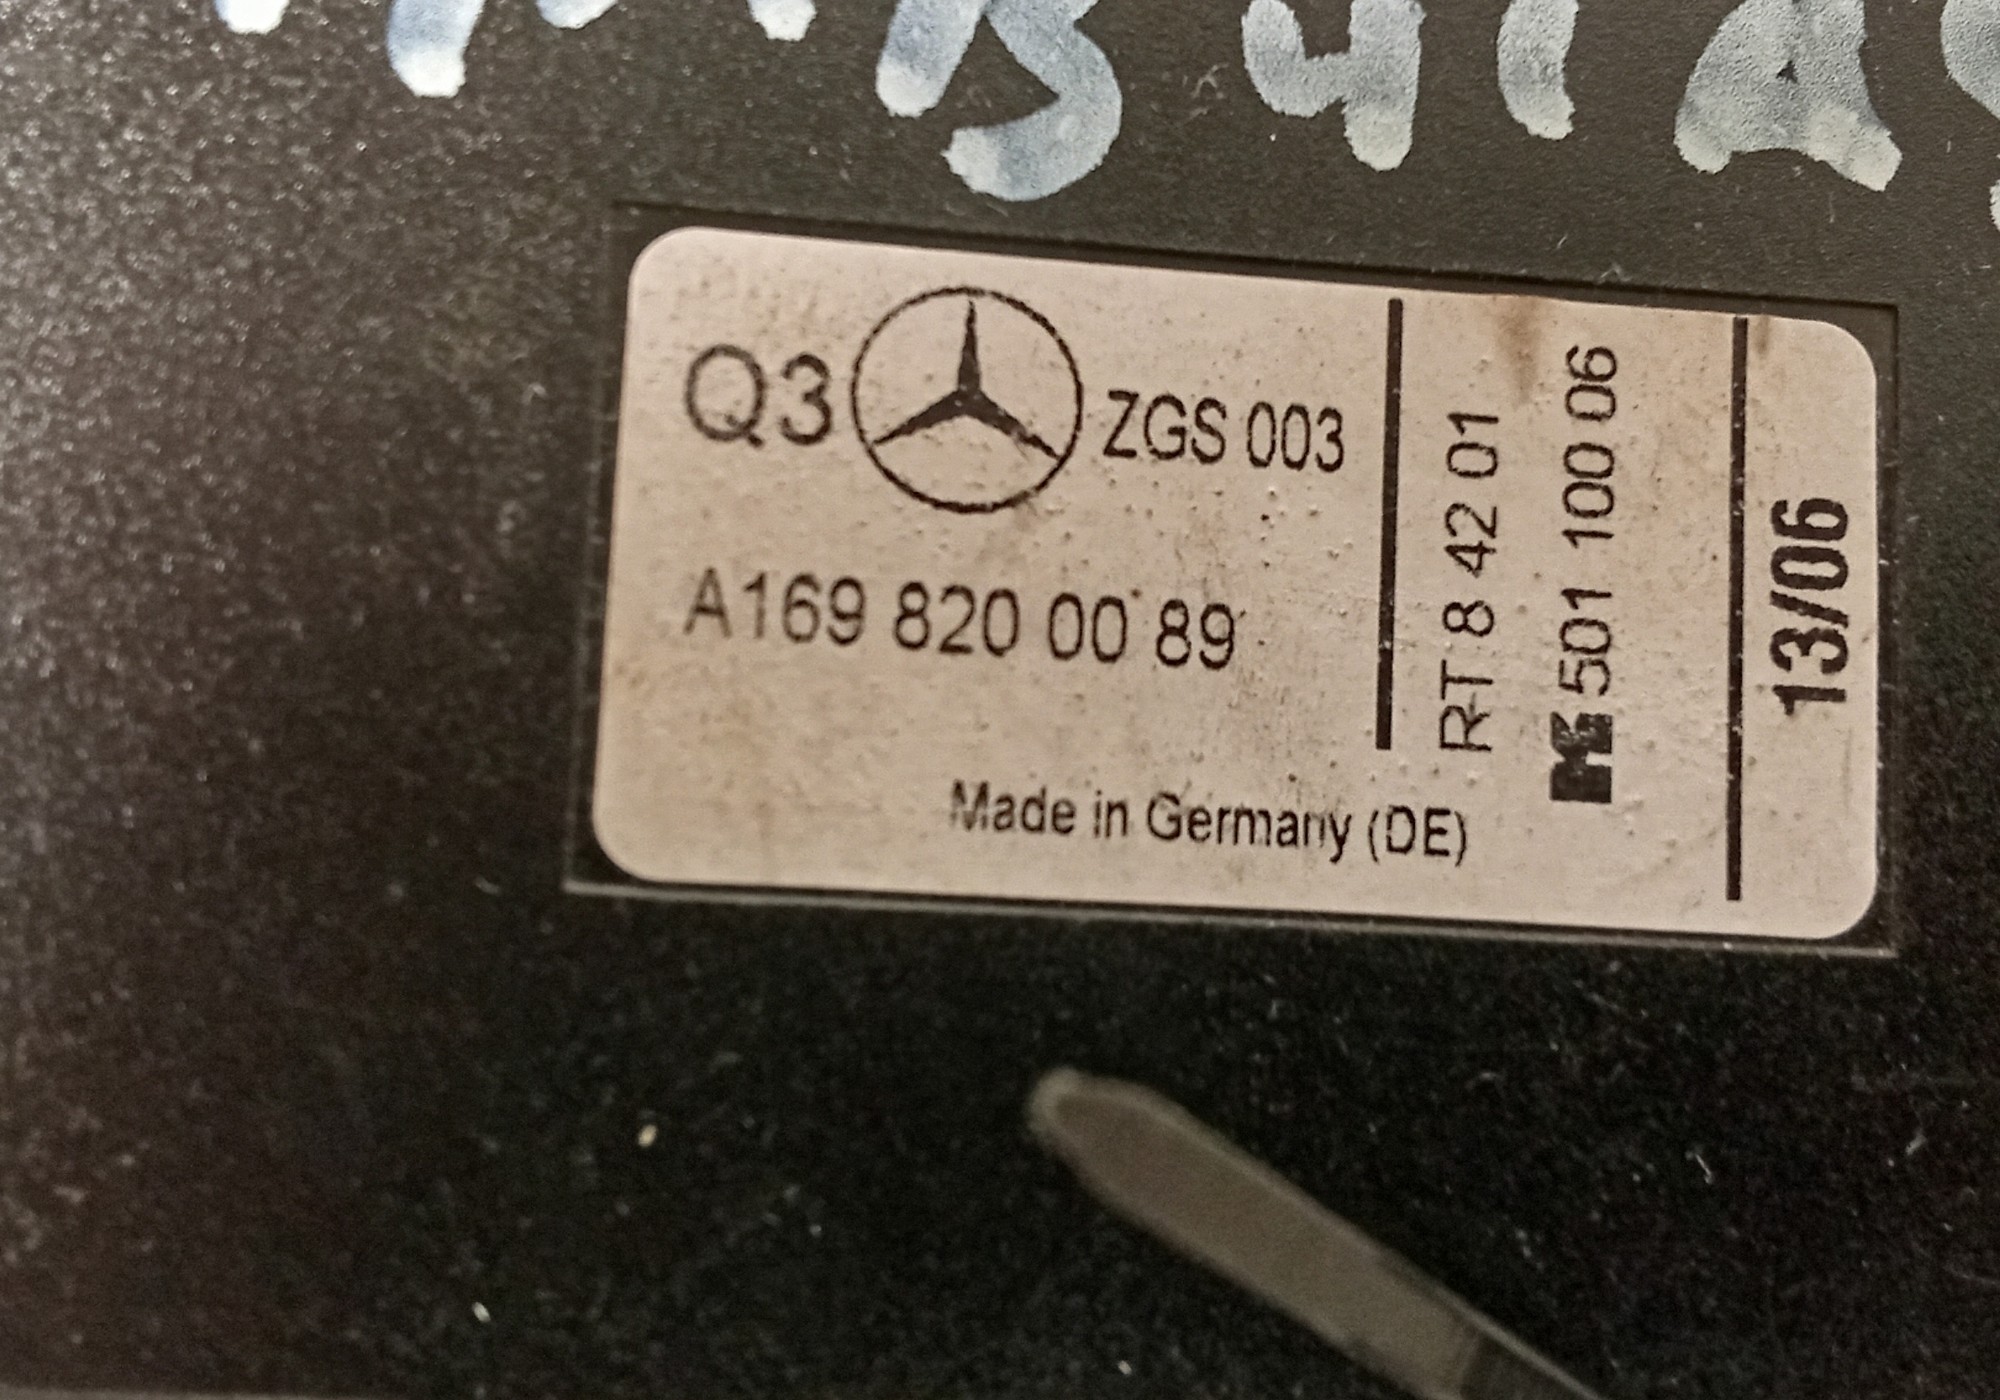 Q3 ZGS 003
A169 820 00 89
Made in Germany (DE)
RT 8 42 01
501 100 06
13/06